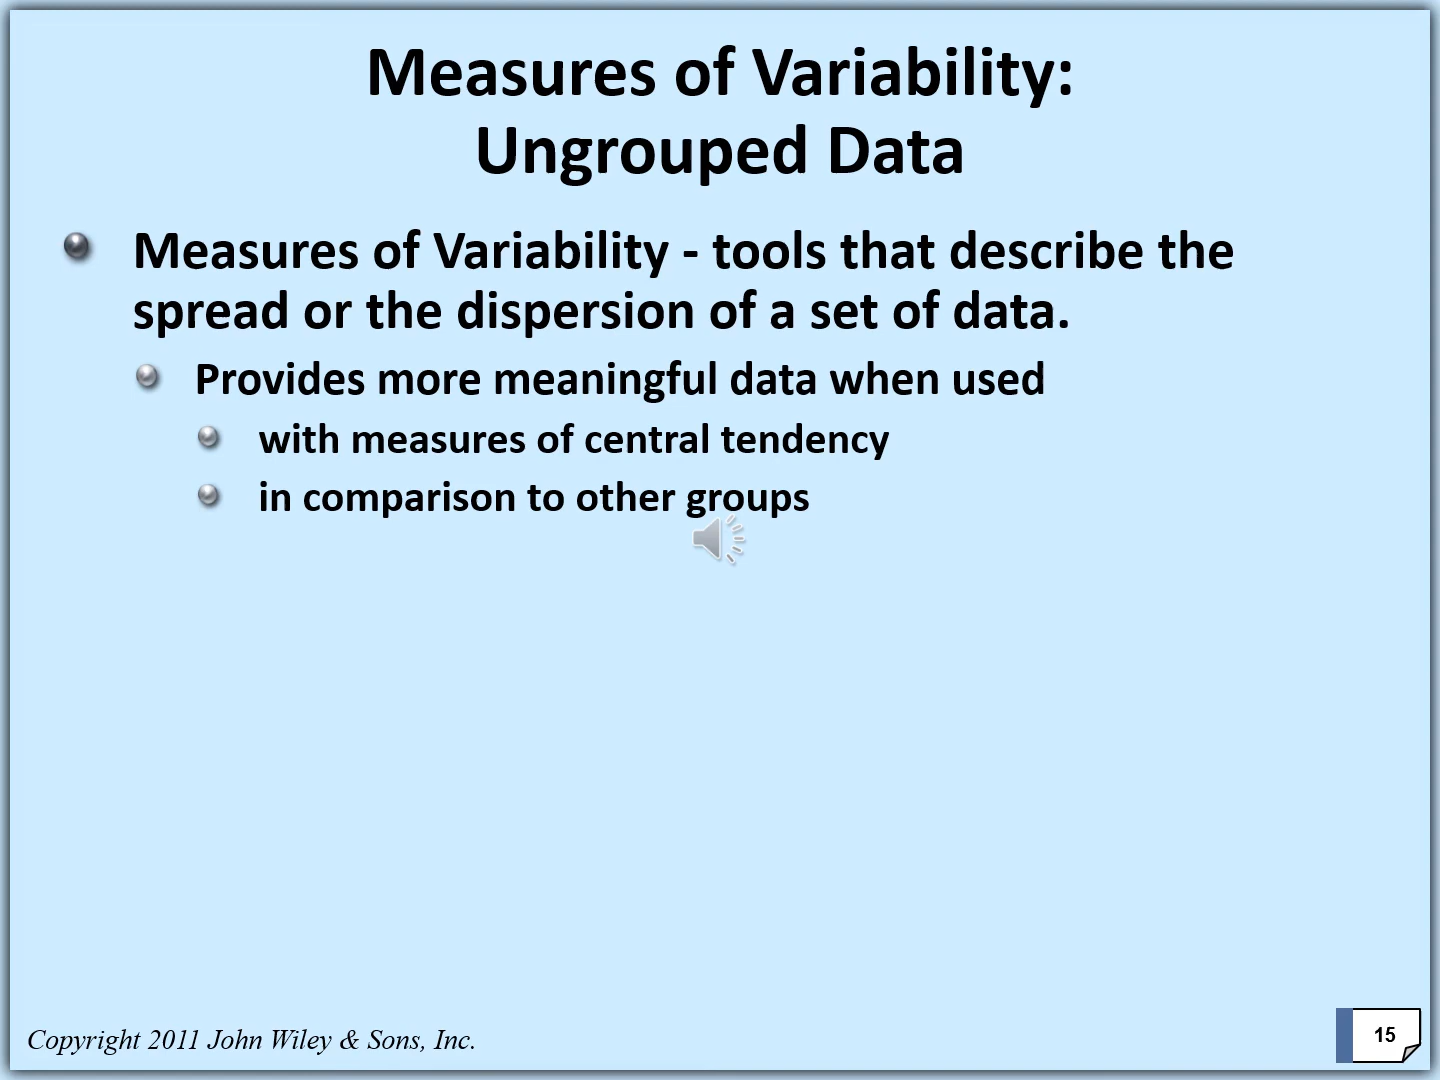 Measures of Variability:
Ungrouped Data
Measures of Variability - tools that describe the
spread or the dispersion of a set of data.
Provides more meaningful data when used
with measures of central tendency
in comparison to other groups
Copyright 2011 John Wiley & Sons, Inc.
15